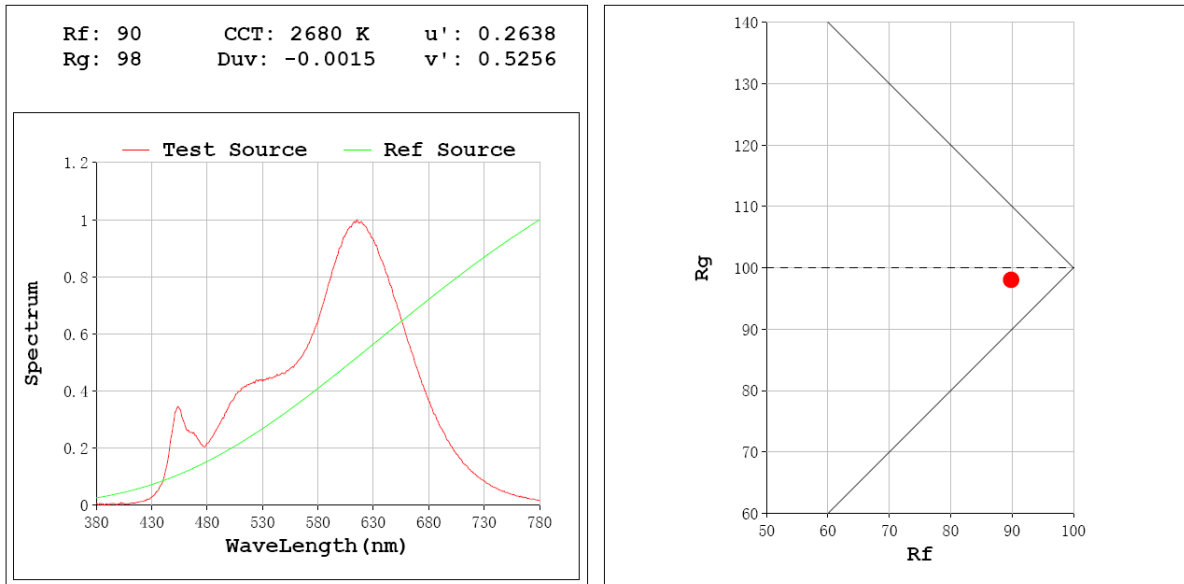 Rf: 90 CCT: 2680 K u': 0.2638
Rg: 98 Duv: -0.0015 v': 0.5256
Test Source Ref Source
1.2
1
0.8
0.6
0.4
0.2
0
Spectrum
380 430 480 530 580 630 680 730 780
WaveLength(nm)
140
130
120
110
100
90
80
70
60
Rg
50 60 70 80 90 100
Rf